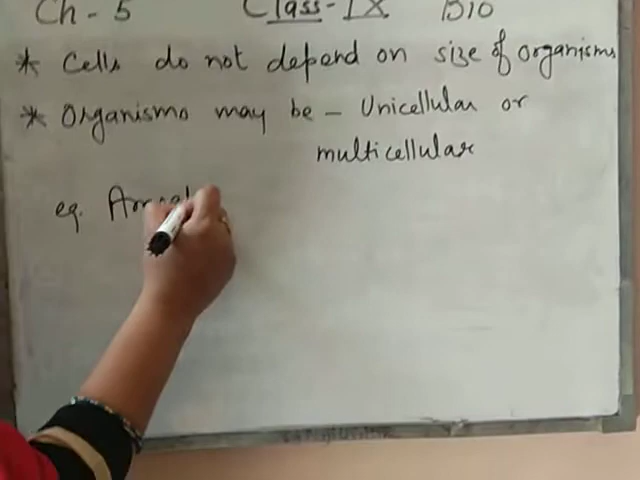 Ch - 5 Class - IX BIO
* Cells do not depend on size of organisms
* Organisms may be - Unicellular or
multicellular
eg.